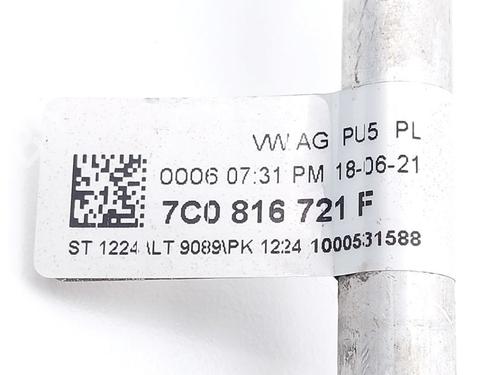 VW AG PU5 PL
0006 07:31 PM 18-06-21
7C0 816 721 F
ST 1224 \LT 9089\PK 1224 1000531588